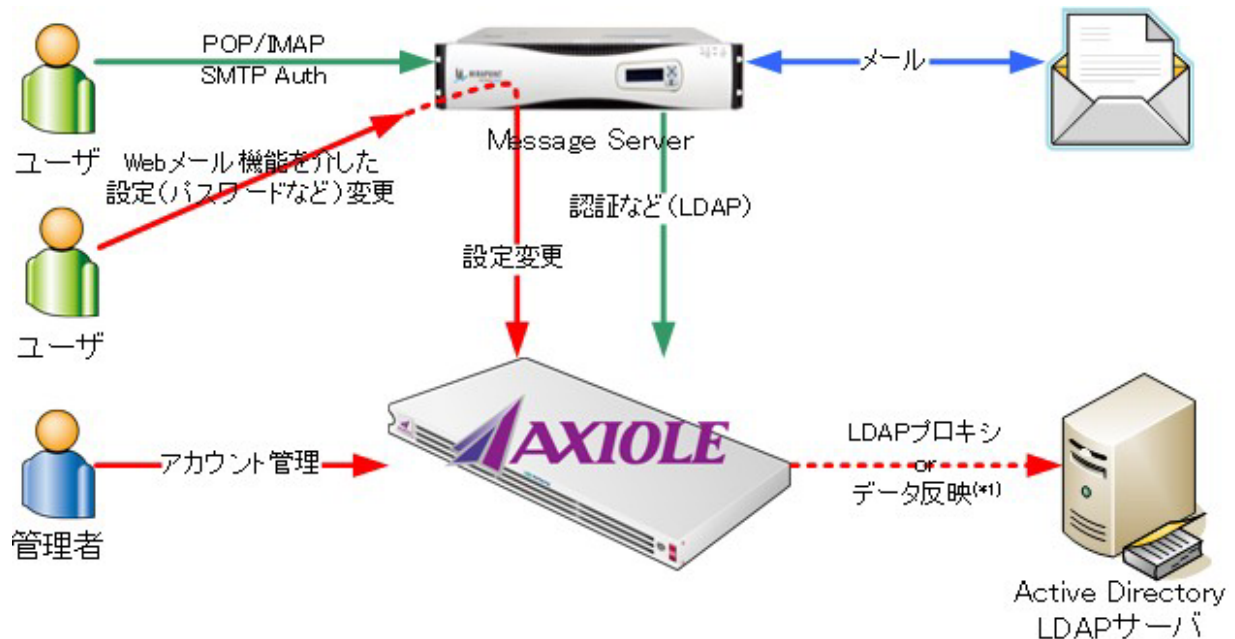 POP/IMAP
SMTP Auth
MIRAPOINT
メール
Message Server
ユーザ
Webメール機能を介した
設定(パスワードなど)変更
認証など(LDAP)
設定変更
ユーザ
AXIOLE
アカウント管理
LDAPプロキシ
or
データ反映(*1)
管理者
Active Directory
LDAPサーバ